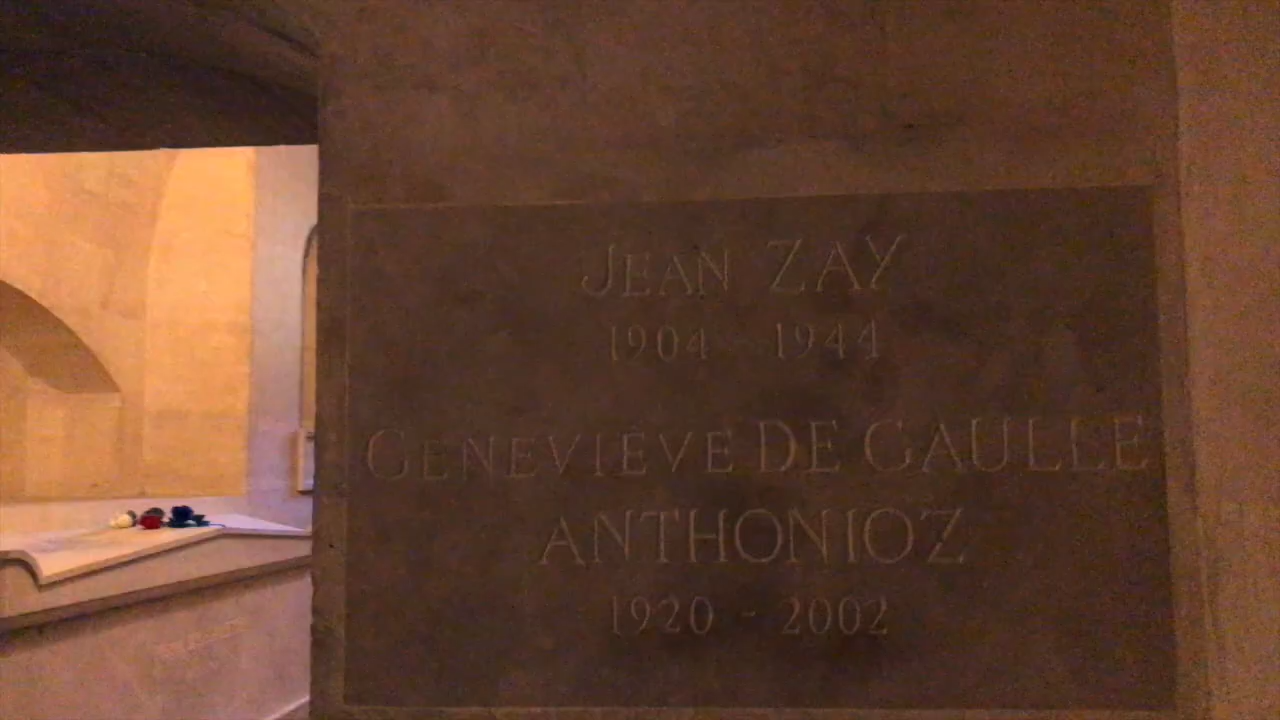 JEAN ZAY
1904 - 1944
GENEVIÈVE DE GAULLE
ANTHONIOZ
1920 - 2002